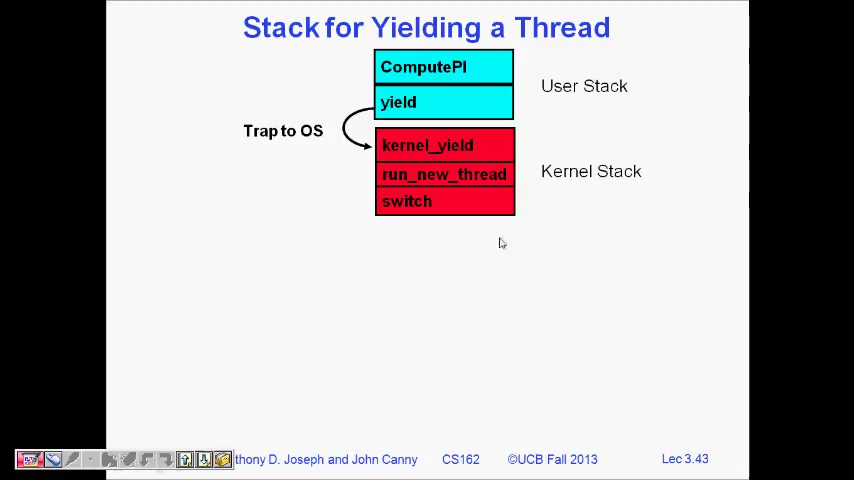 Stack for Yielding a Thread
ComputePI
User Stack
yield
Trap to OS
kernel_yield
run_new_thread
Kernel Stack
switch
thony D. Joseph and John Canny CS162 ©UCB Fall 2013 Lec 3.43